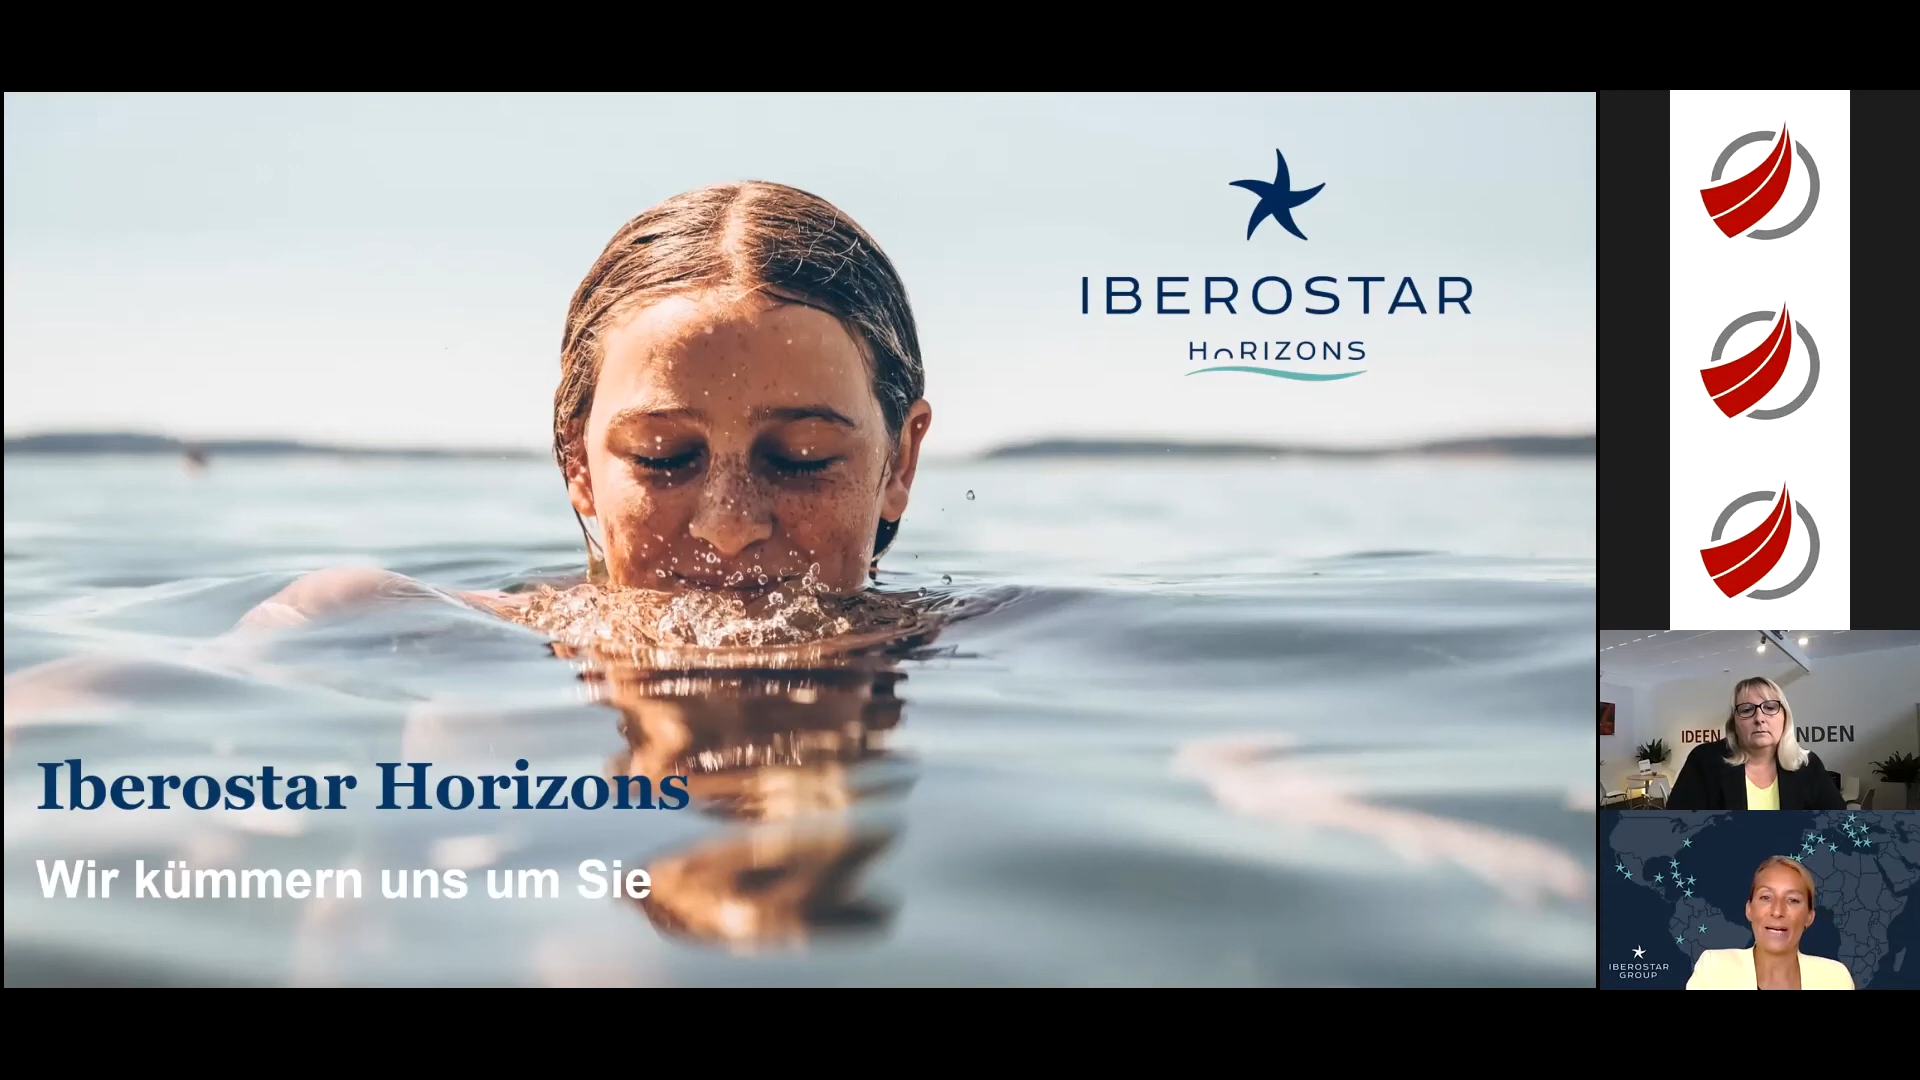 IBEROSTAR
HORIZONS
Iberostar Horizons
Wir kümmern uns um Sie
IDEEN
NDEN
IBEROSTAR
GROUP